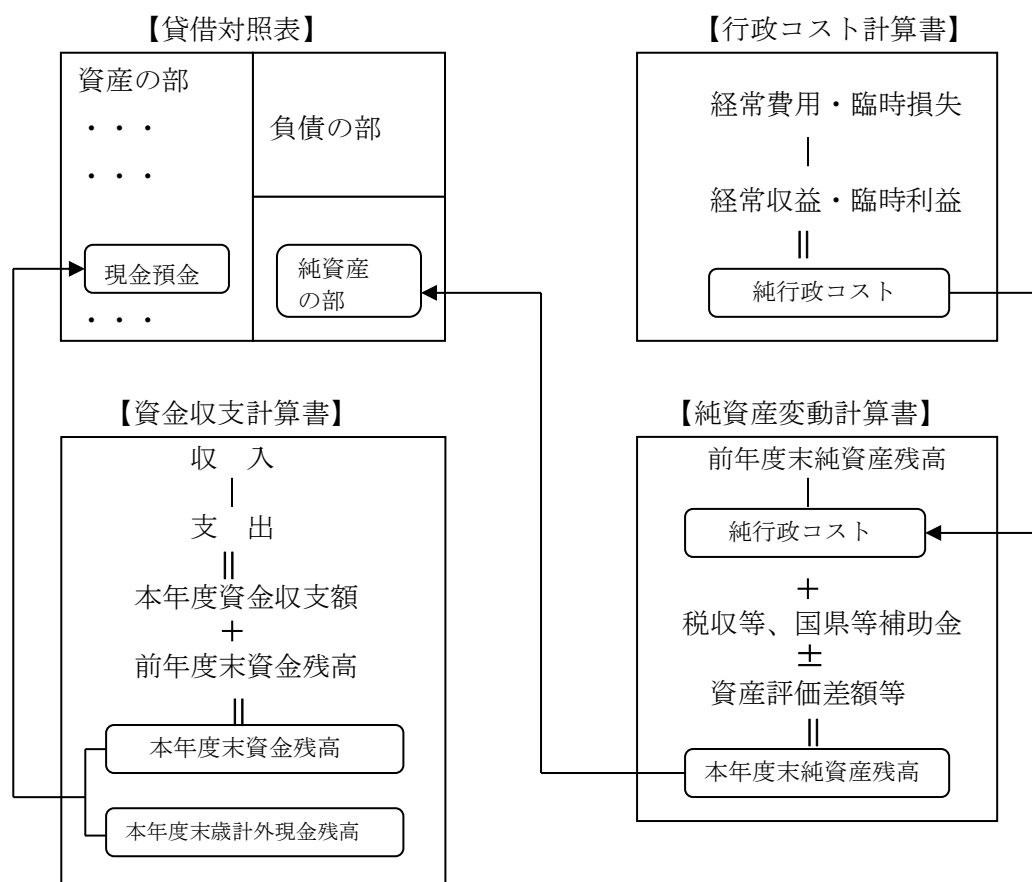 【貸借対照表】
資産の部
・・・
・・・
現金預金
・・・
負債の部
純資産
の部
【行政コスト計算書】
経常費用・臨時損失
|
経常収益・臨時利益
||
純行政コスト
【資金収支計算書】
収　入
|
支　出
||
本年度資金収支額
＋
前年度末資金残高
||
本年度末資金残高
本年度末歳計外現金残高
【純資産変動計算書】
前年度末純資産残高
|
純行政コスト
＋
税収等、国県等補助金
±
資産評価差額等
||
本年度末純資産残高